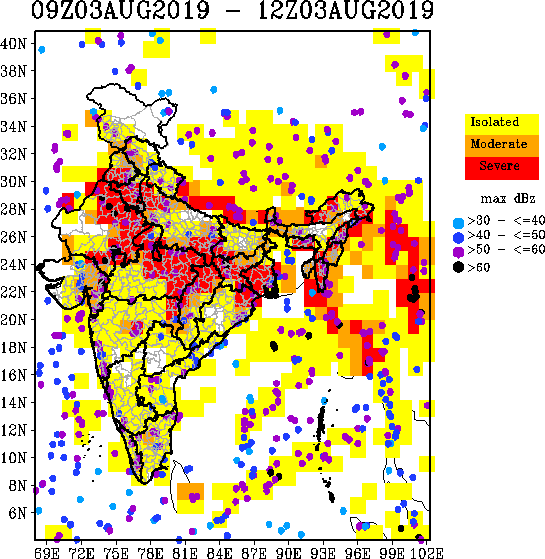 09Z03AUG2019 - 12Z03AUG2019
40N
38N
36N
34N
32N
30N
28N
26N
24N
22N
20N
18N
16N
14N
12N
10N
8N
6N
69E 72E 75E 78E 81E 84E 87E 90E 93E 96E 99E 102E
Isolated
Moderate
Severe
max dBz
>30 - <=40
>40 - <=50
>50 - <=60
>60